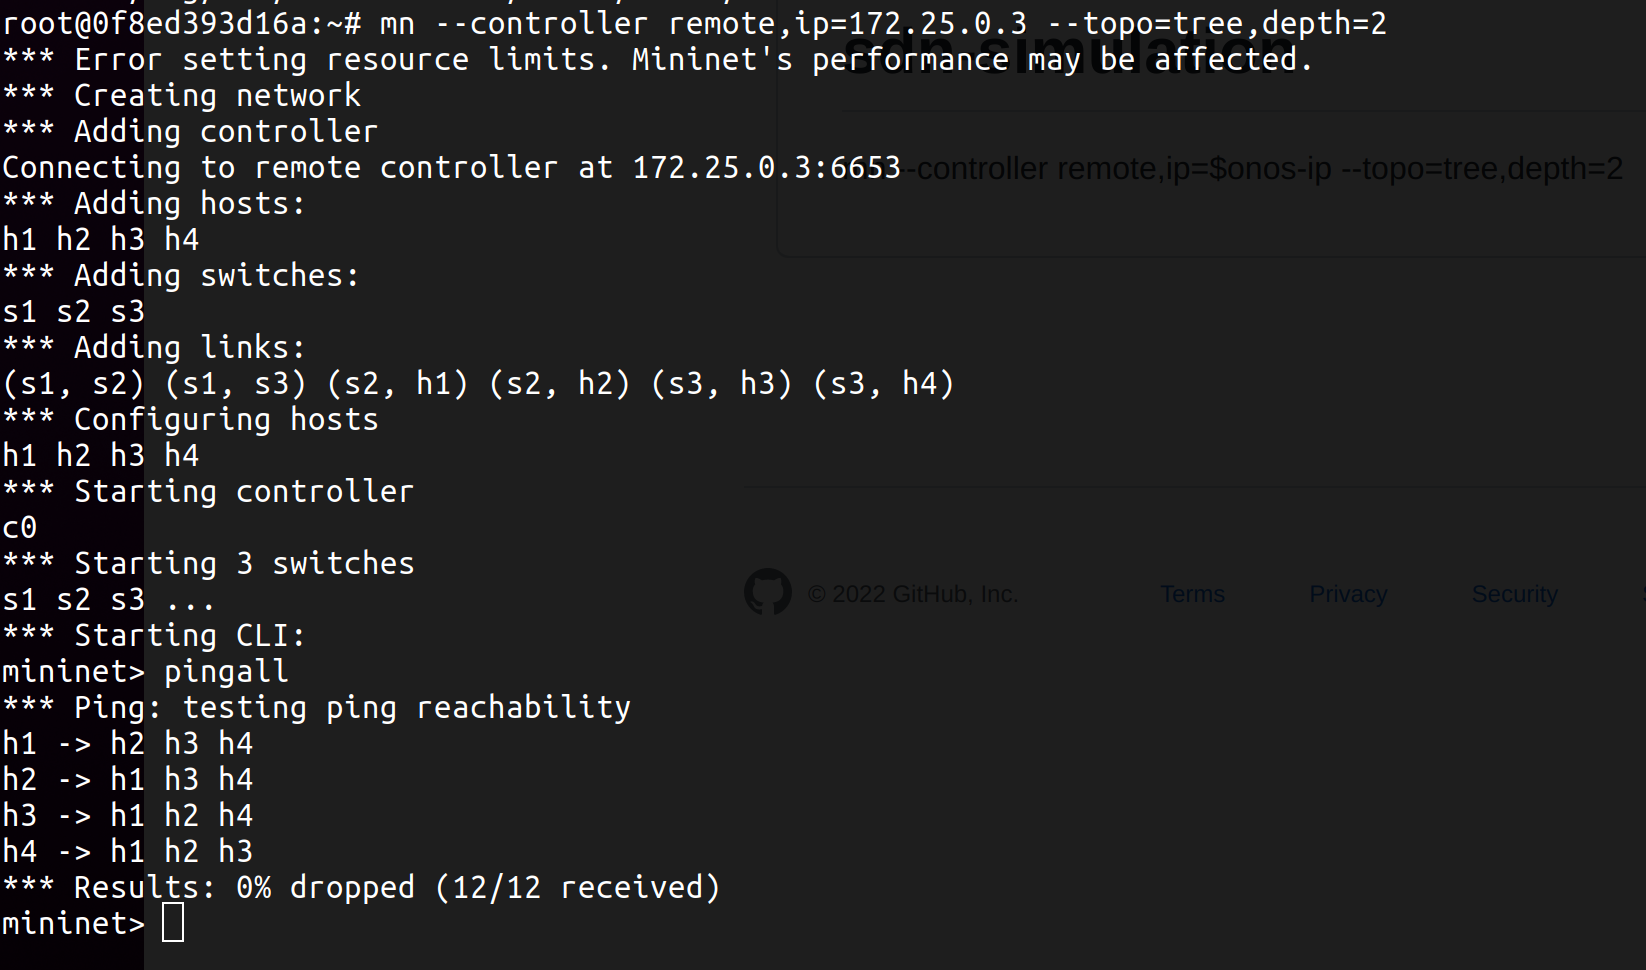 root@0f8ed393d16a:~# mn --controller remote,ip=172.25.0.3 --topo=tree,depth=2
sdn-simulation
*** Error setting resource limits. Mininet's performance may be affected.
*** Creating network
*** Adding controller
Connecting to remote controller at 172.25.0.3:6653
--controller remote,ip=$onos-ip --topo=tree,depth=2
*** Adding hosts:
h1 h2 h3 h4
*** Adding switches:
s1 s2 s3
*** Adding links:
(s1, s2) (s1, s3) (s2, h1) (s2, h2) (s3, h3) (s3, h4)
*** Configuring hosts
h1 h2 h3 h4
*** Starting controller
c0
*** Starting 3 switches
s1 s2 s3 ...
© 2022 GitHub, Inc. Terms Privacy Security
*** Starting CLI:
mininet> pingall
*** Ping: testing ping reachability
h1 -> h2 h3 h4
h2 -> h1 h3 h4
h3 -> h1 h2 h4
h4 -> h1 h2 h3
*** Results: 0% dropped (12/12 received)
mininet>